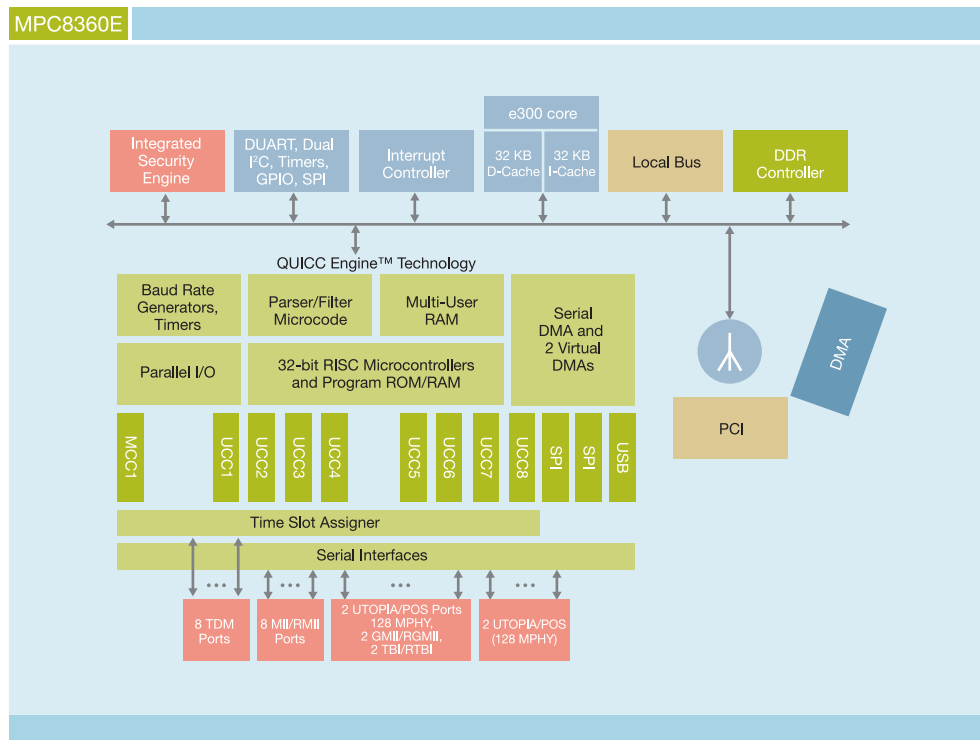 MPC8360E
Integrated
Security
Engine
DUART, Dual
I²C, Timers,
GPIO, SPI
Interrupt
Controller
e300 core
32 KB
D-Cache
32 KB
I-Cache
Local Bus
DDR
Controller
QUICC Engine™ Technology
Baud Rate
Generators,
Timers
Parser/Filter
Microcode
Multi-User
RAM
Serial
DMA and
2 Virtual
DMAs
Parallel I/O
32-bit RISC Microcontrollers
and Program ROM/RAM
DMA
PCI
MCC1
UCC1
UCC2
UCC3
UCC4
UCC5
UCC6
UCC7
UCC8
SPI
SPI
USB
Time Slot Assigner
Serial Interfaces
8 TDM
Ports
8 MII/RMII
Ports
2 UTOPIA/POS Ports
128 MPHY,
2 GMII/RGMII,
2 TBI/RTBI
2 UTOPIA/POS
(128 MPHY)